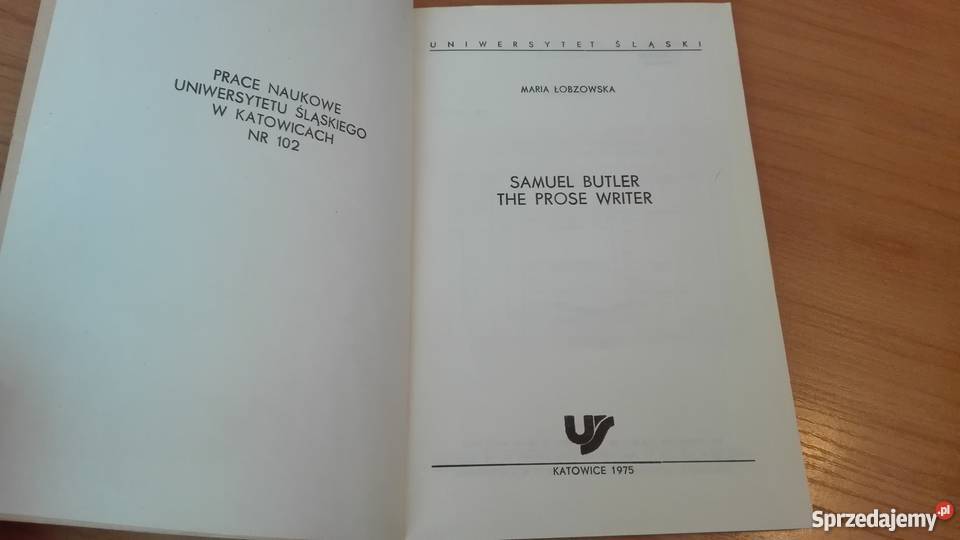 PRACE NAUKOWE
UNIWERSYTETU ŚLĄSKIEGO
W KATOWICACH
NR 102
UNIWERSYTET ŚLĄSKI
MARIA ŁOBZOWSKA
SAMUEL BUTLER
THE PROSE WRITER
UŚ
KATOWICE 1975
Sprzedajemy.pl